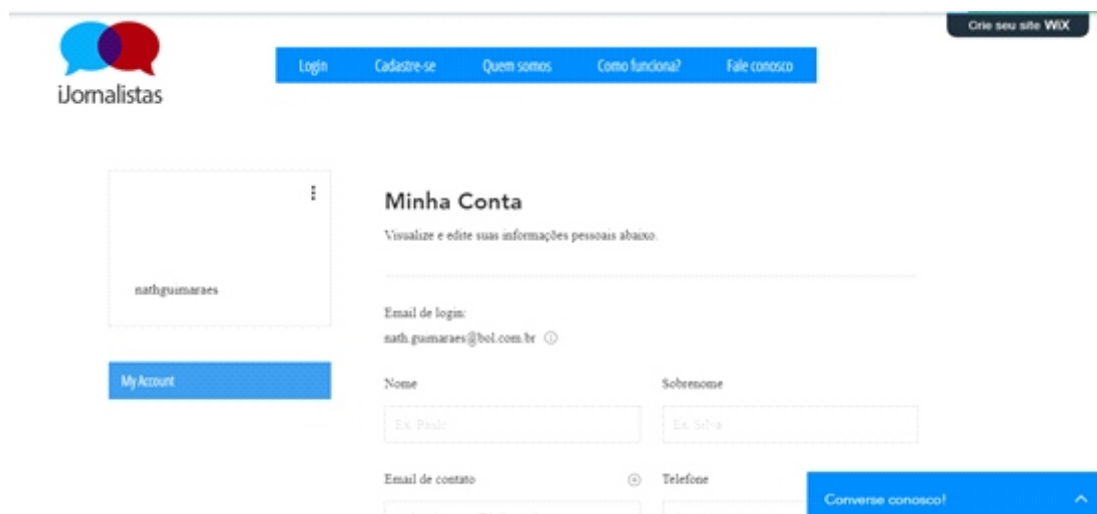 Crie seu site WIX
iJornalistas
Login Cadastre-se Quem somos Como funciona? Fale conosco
Minha Conta
Visualize e edite suas informações pessoais abaixo.
nathguimaraes
Email de login:
nath.guimaraes@bol.com.br
My Account
Nome Sobrenome
Ex. Paulo Ex. Silva
Email de contato Telefone
Converse conosco!